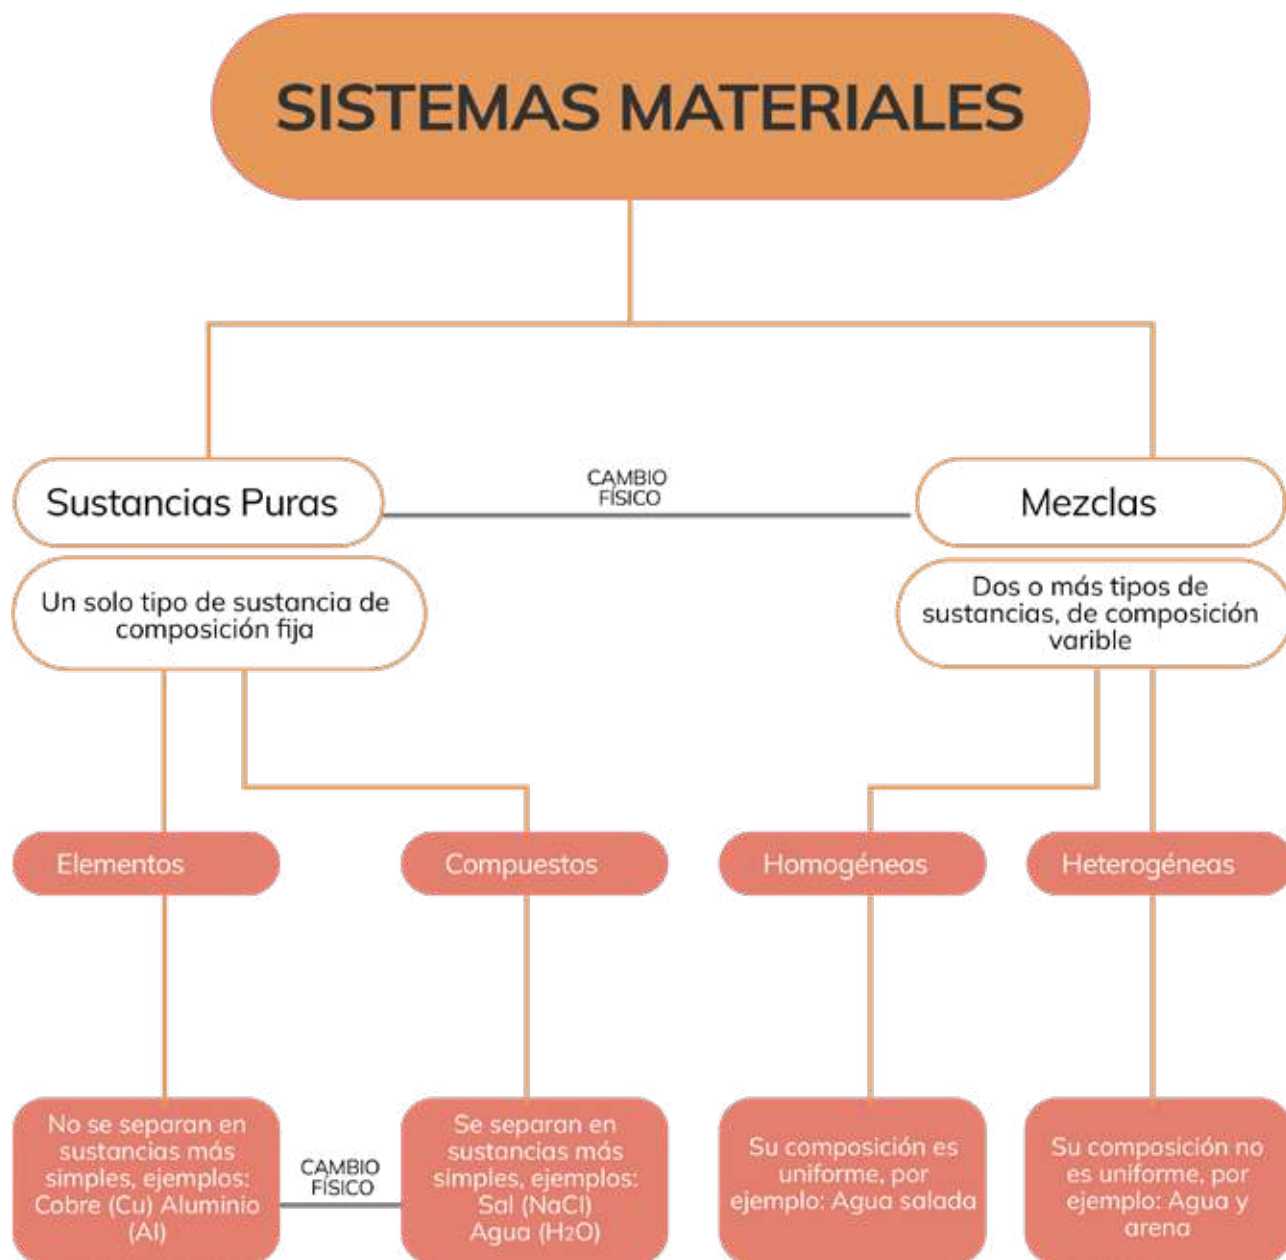 SISTEMAS MATERIALES
Sustancias Puras
CAMBIO
FÍSICO
Mezclas
Un solo tipo de sustancia de
composición fija
Dos o más tipos de
sustancias, de composición
varible
Elementos
Compuestos
Homogéneas
Heterogéneas
No se separan en
sustancias más
simples, ejemplos:
Cobre (Cu) Aluminio
(Al)
CAMBIO
FÍSICO
Se separan en
sustancias más
simples, ejemplos:
Sal (NaCl)
Agua (H2O)
Su composición es
uniforme, por
ejemplo: Agua salada
Su composición no
es uniforme, por
ejemplo: Agua y
arena